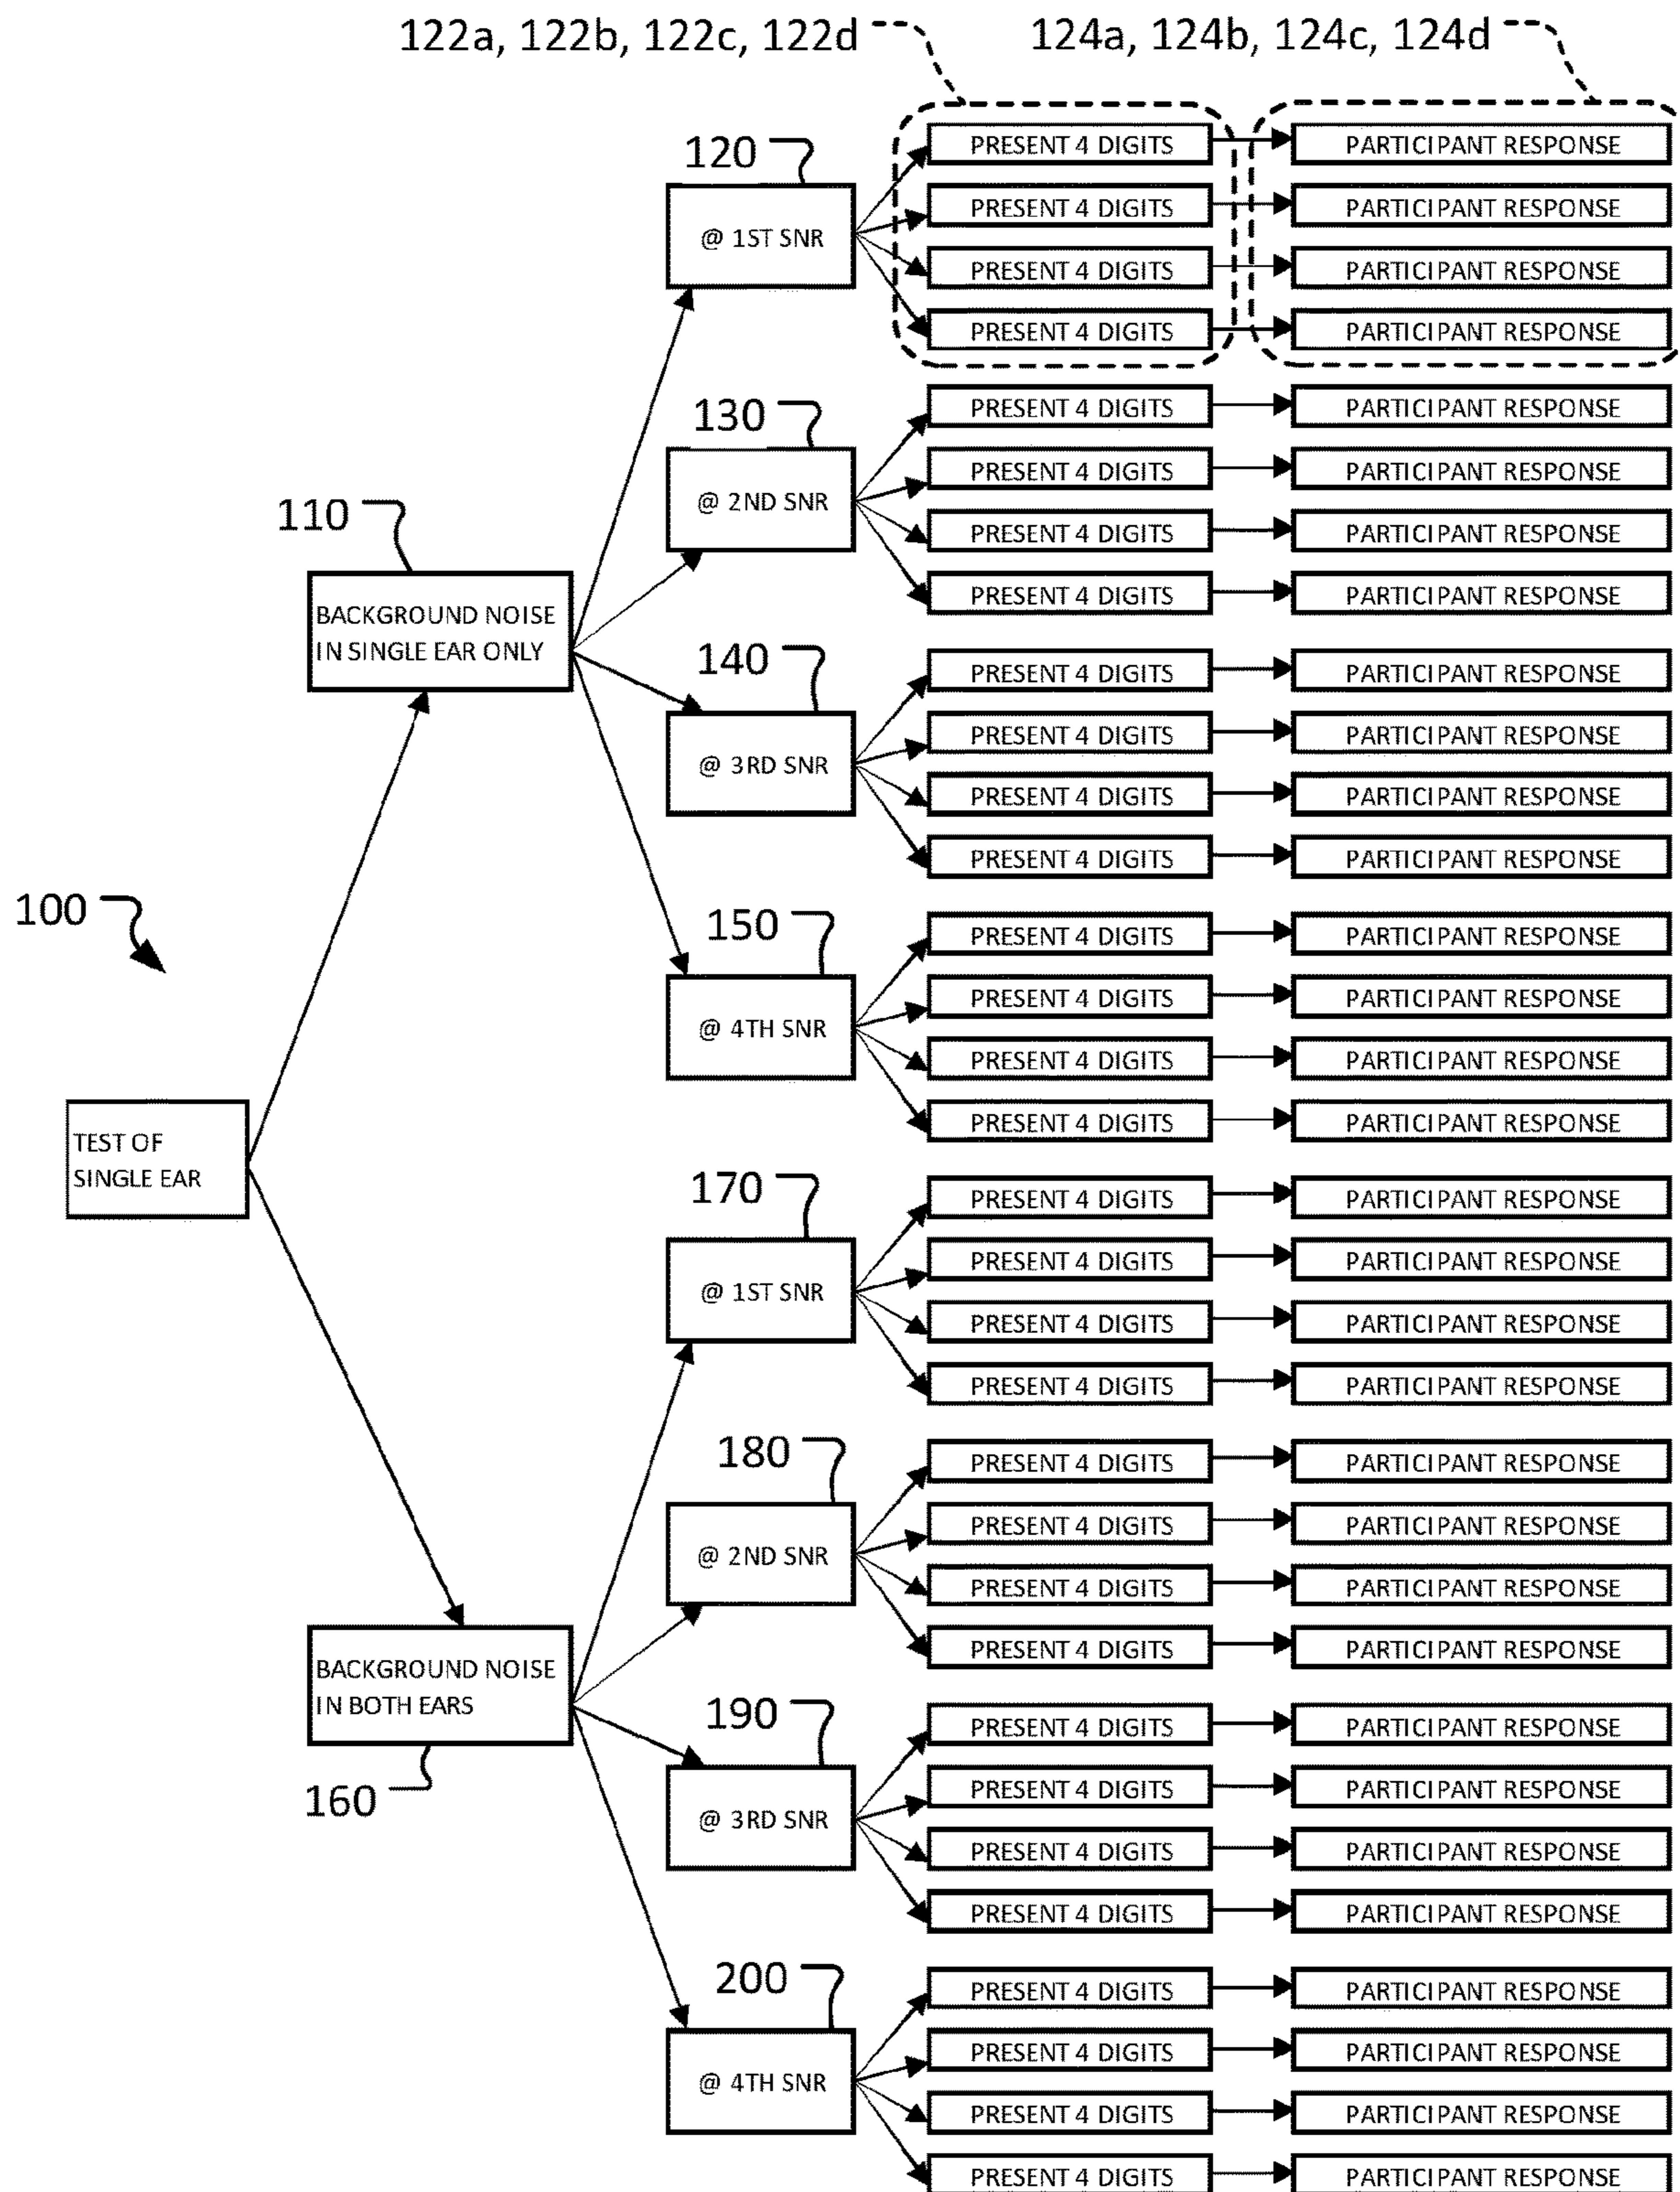 122a, 122b, 122c, 122d
124a, 124b, 124c, 124d
120
@ 1ST SNR
PRESENT 4 DIGITS
PARTICIPANT RESPONSE
PRESENT 4 DIGITS
PARTICIPANT RESPONSE
PRESENT 4 DIGITS
PARTICIPANT RESPONSE
PRESENT 4 DIGITS
PARTICIPANT RESPONSE
130
@ 2ND SNR
PRESENT 4 DIGITS
PARTICIPANT RESPONSE
PRESENT 4 DIGITS
PARTICIPANT RESPONSE
PRESENT 4 DIGITS
PARTICIPANT RESPONSE
PRESENT 4 DIGITS
PARTICIPANT RESPONSE
110
BACKGROUND NOISE
IN SINGLE EAR ONLY
140
@ 3RD SNR
PRESENT 4 DIGITS
PARTICIPANT RESPONSE
PRESENT 4 DIGITS
PARTICIPANT RESPONSE
PRESENT 4 DIGITS
PARTICIPANT RESPONSE
PRESENT 4 DIGITS
PARTICIPANT RESPONSE
100
150
@ 4TH SNR
PRESENT 4 DIGITS
PARTICIPANT RESPONSE
PRESENT 4 DIGITS
PARTICIPANT RESPONSE
PRESENT 4 DIGITS
PARTICIPANT RESPONSE
PRESENT 4 DIGITS
PARTICIPANT RESPONSE
TEST OF
SINGLE EAR
170
@ 1ST SNR
PRESENT 4 DIGITS
PARTICIPANT RESPONSE
PRESENT 4 DIGITS
PARTICIPANT RESPONSE
PRESENT 4 DIGITS
PARTICIPANT RESPONSE
PRESENT 4 DIGITS
PARTICIPANT RESPONSE
180
@ 2ND SNR
PRESENT 4 DIGITS
PARTICIPANT RESPONSE
PRESENT 4 DIGITS
PARTICIPANT RESPONSE
PRESENT 4 DIGITS
PARTICIPANT RESPONSE
PRESENT 4 DIGITS
PARTICIPANT RESPONSE
BACKGROUND NOISE
IN BOTH EARS
160
190
@ 3RD SNR
PRESENT 4 DIGITS
PARTICIPANT RESPONSE
PRESENT 4 DIGITS
PARTICIPANT RESPONSE
PRESENT 4 DIGITS
PARTICIPANT RESPONSE
PRESENT 4 DIGITS
PARTICIPANT RESPONSE
200
@ 4TH SNR
PRESENT 4 DIGITS
PARTICIPANT RESPONSE
PRESENT 4 DIGITS
PARTICIPANT RESPONSE
PRESENT 4 DIGITS
PARTICIPANT RESPONSE
PRESENT 4 DIGITS
PARTICIPANT RESPONSE